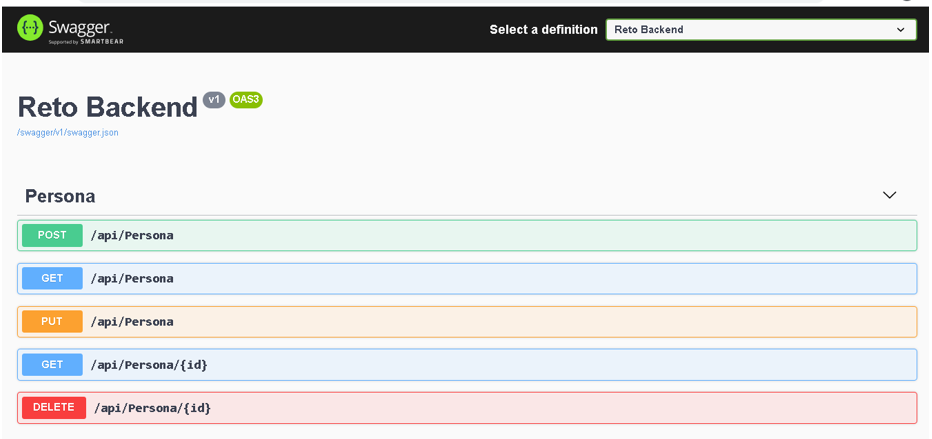 Swagger
Supported by SMARTBEAR
Select a definition
Reto Backend
Reto Backend v1 OAS3
/swagger/v1/swagger.json
Persona
POST /api/Persona
GET /api/Persona
PUT /api/Persona
GET /api/Persona/{id}
DELETE /api/Persona/{id}